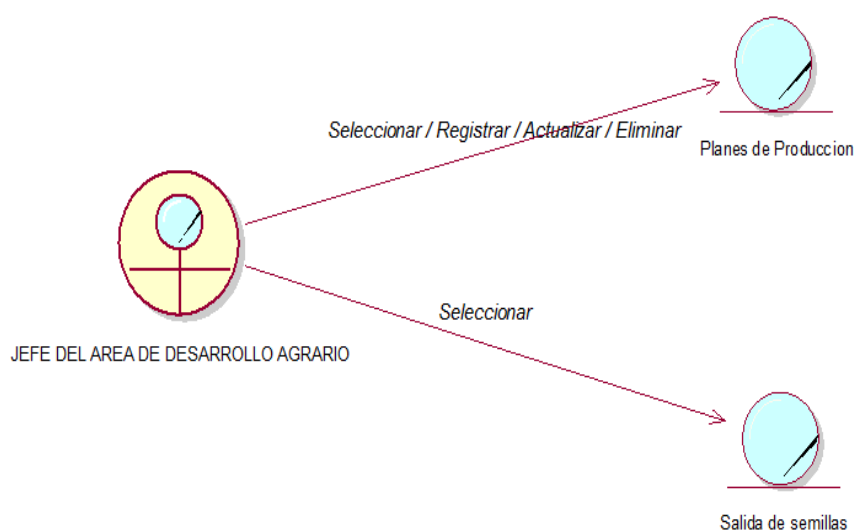 Seleccionar / Registrar / Actualizar / Eliminar
Planes de Produccion
Seleccionar
JEFE DEL AREA DE DESARROLLO AGRARIO
Salida de semillas